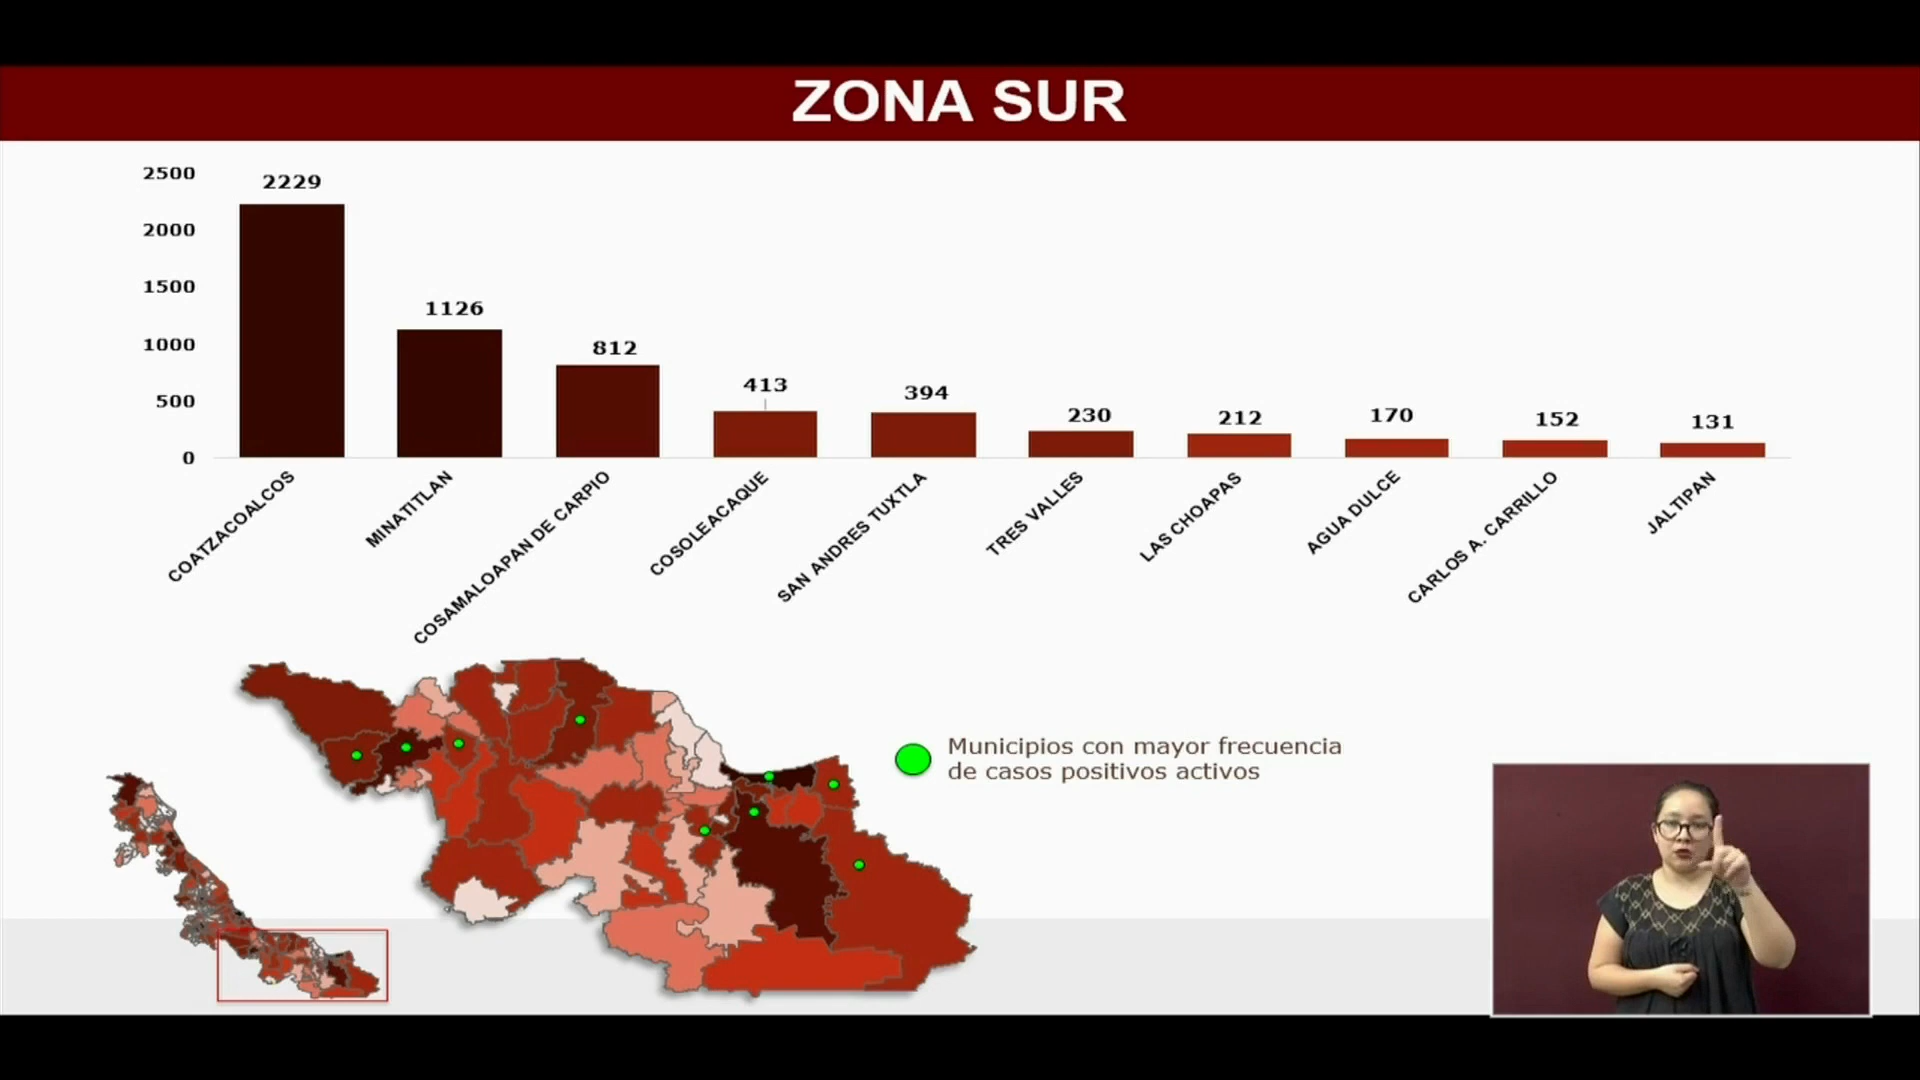 ZONA SUR
2500
2000
1500
1000
500
0
2229
1126
812
413
394
230
212
170
152
131
COATZACOALCOS
MINATITLAN
COSAMALOAPAN DE CARPIO
COSOLEACAQUE
SAN ANDRES TUXTLA
TRES VALLES
LAS CHOAPAS
AGUA DULCE
CARLOS A. CARRILLO
JALTIPAN
Municipios con mayor frecuencia
de casos positivos activos